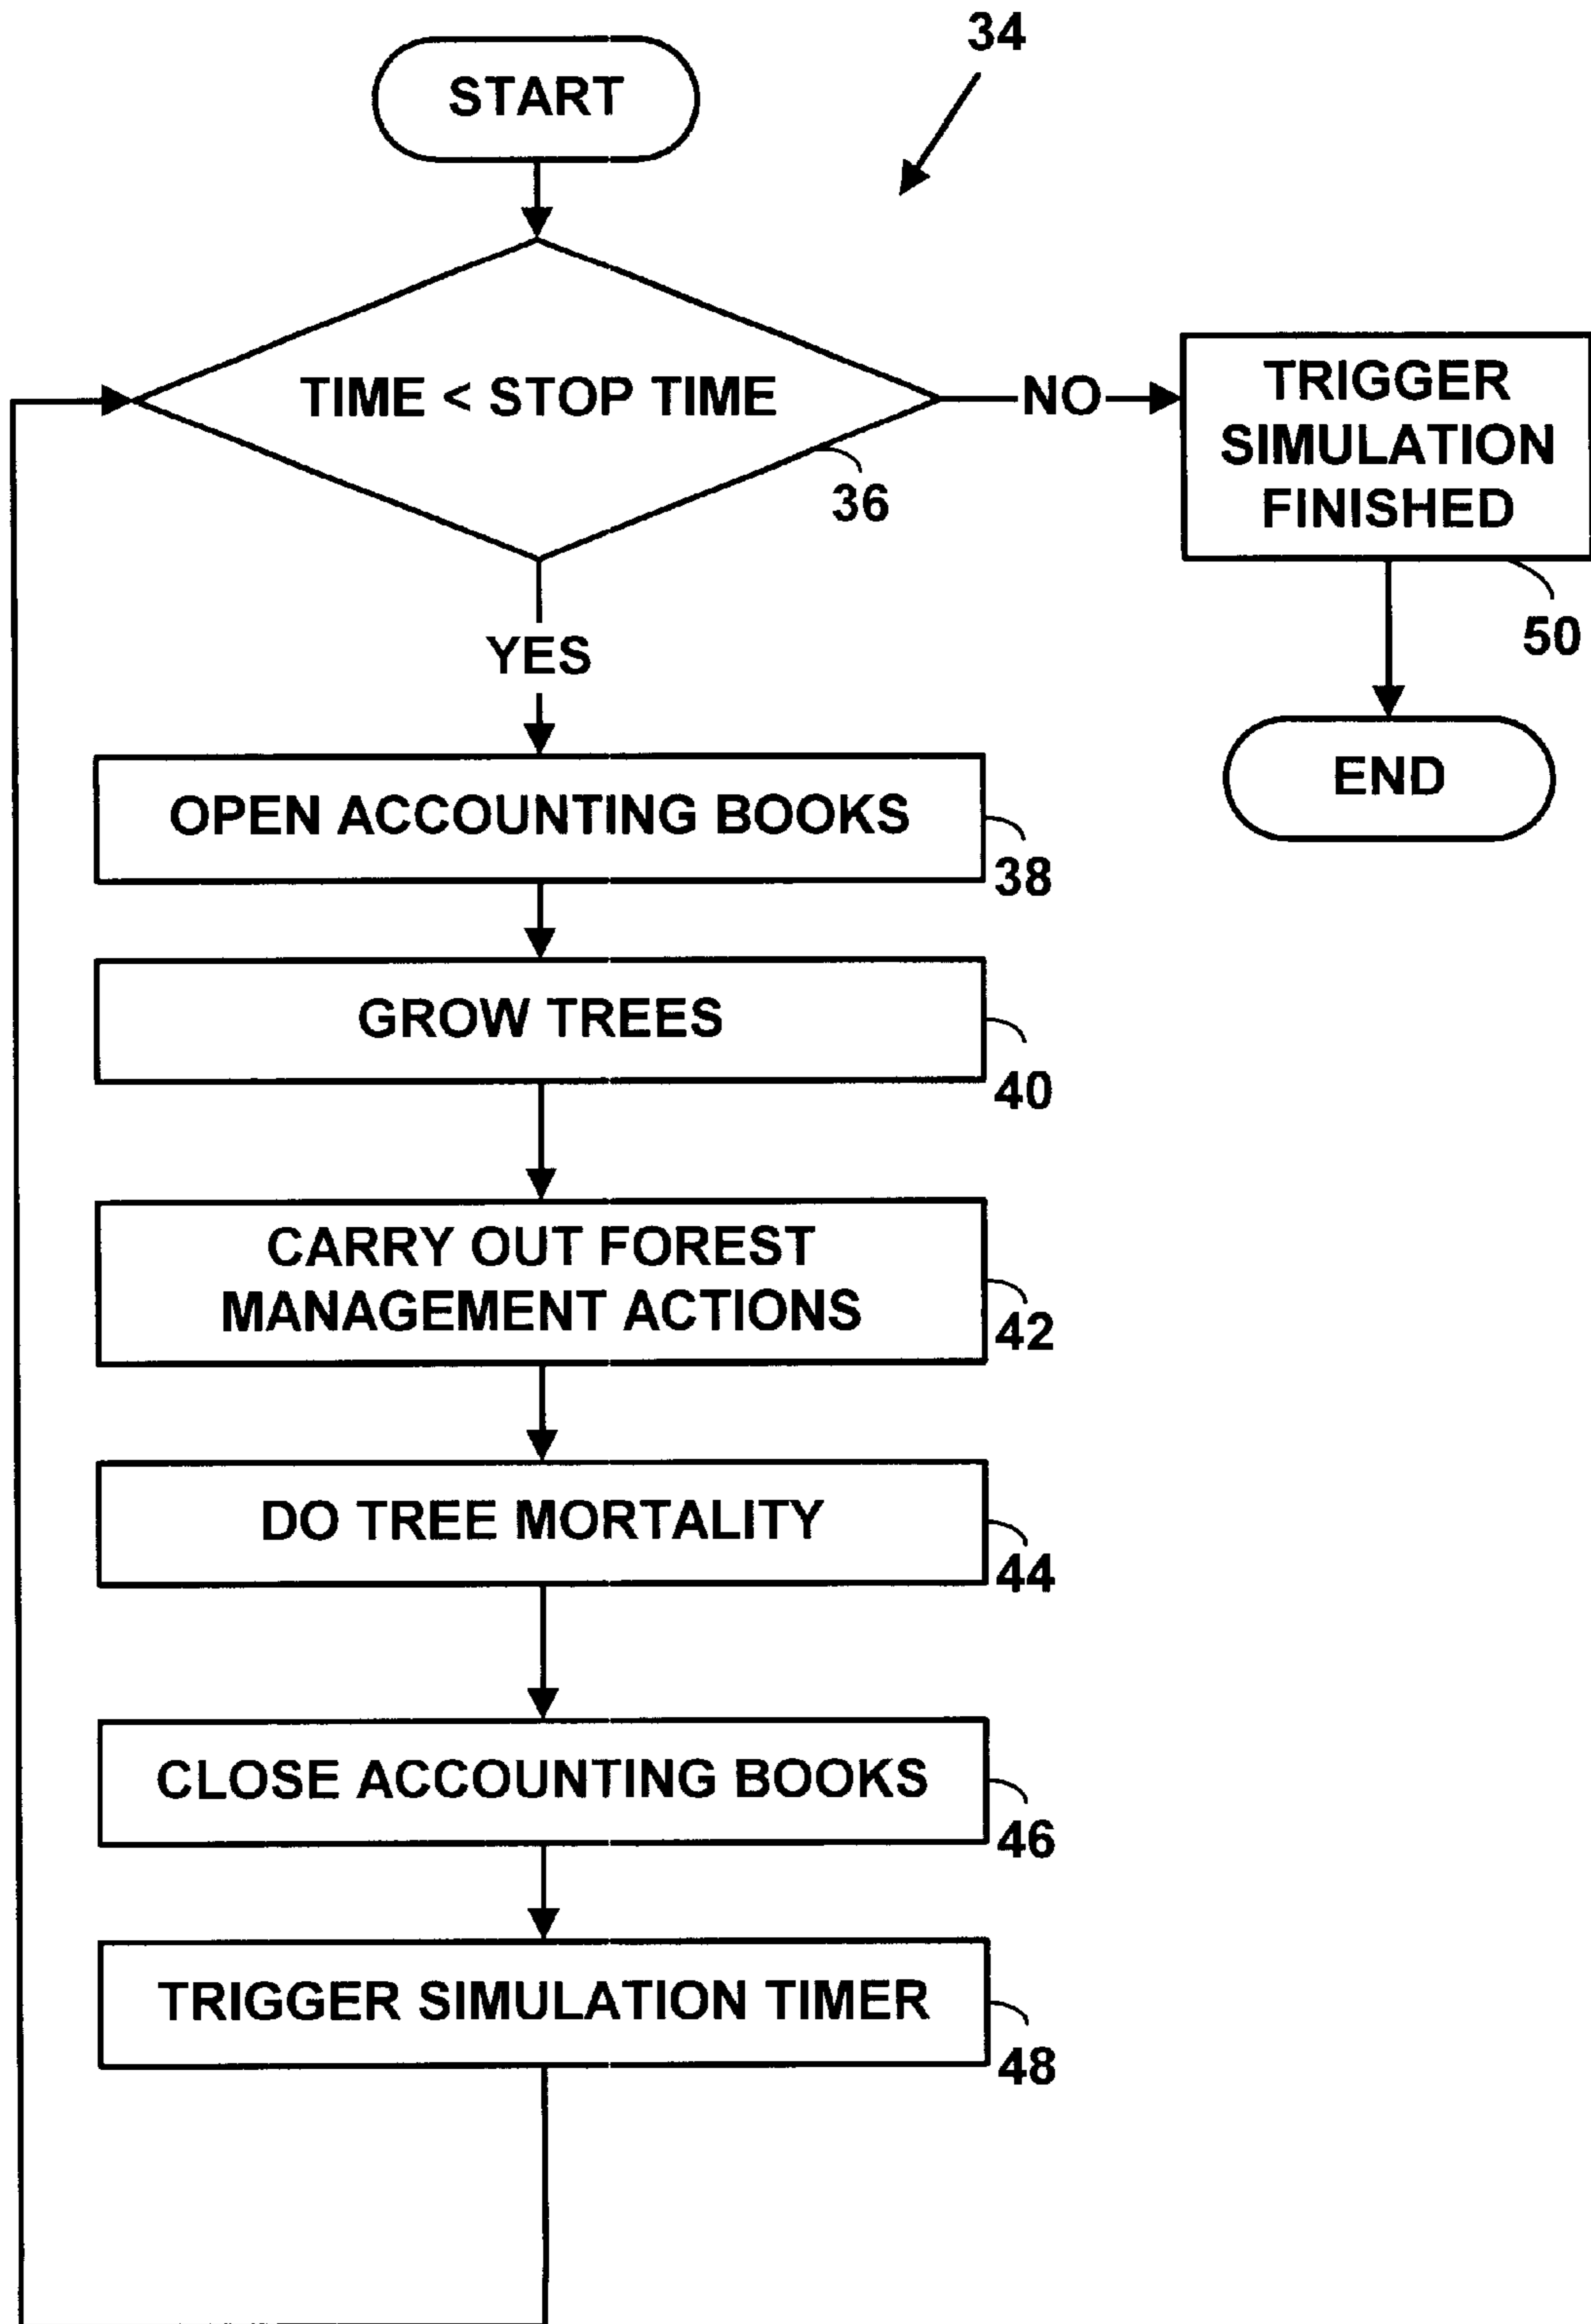 34
START
TIME < STOP TIME
36
NO
TRIGGER
SIMULATION
FINISHED
50
END
YES
OPEN ACCOUNTING BOOKS
38
GROW TREES
40
CARRY OUT FOREST
MANAGEMENT ACTIONS
42
DO TREE MORTALITY
44
CLOSE ACCOUNTING BOOKS
46
TRIGGER SIMULATION TIMER
48